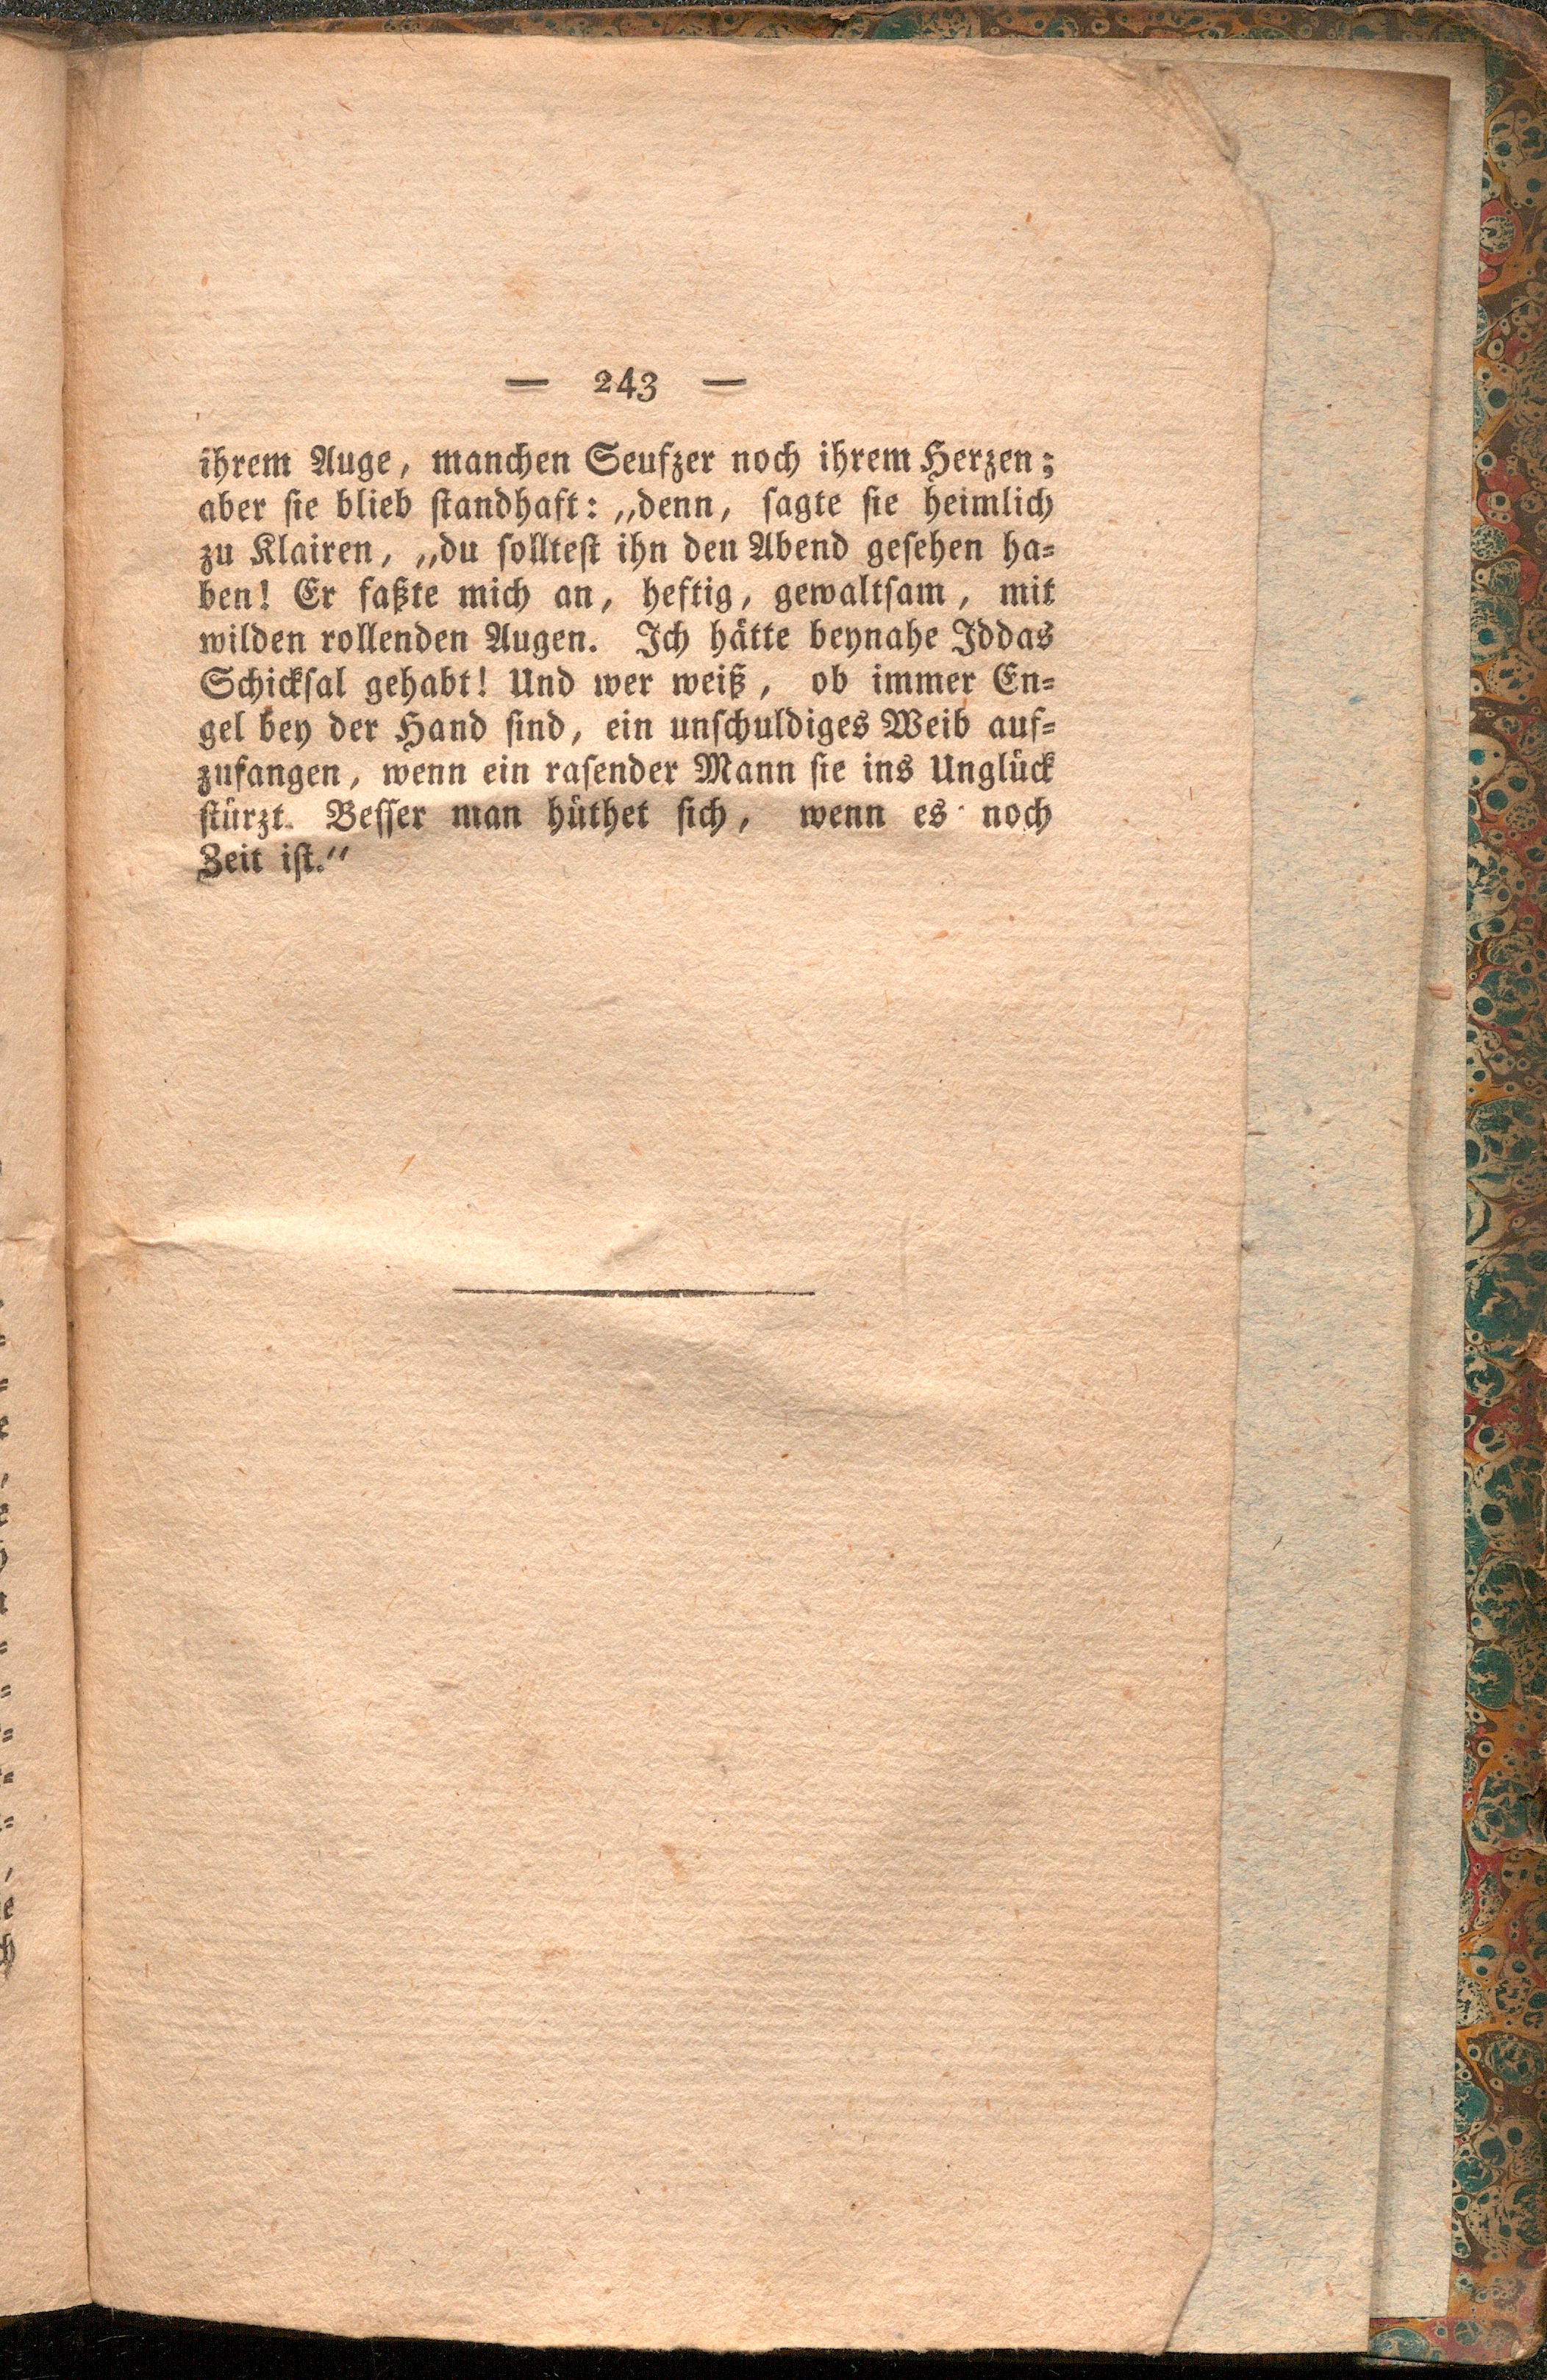 — 243 —
ihrem Auge, manchen Seufzer noch ihrem Herzen;
aber sie blieb standhaft: „denn, sagte sie heimlich
zu Klairen, „du solltest ihn den Abend gesehen ha=
ben! Er faßte mich an, heftig, gewaltsam, mit
wilden rollenden Augen. Ich hätte beynahe Iddas
Schicksal gehabt! Und wer weiß, ob immer En=
gel bey der Hand sind, ein unschuldiges Weib auf=
zufangen, wenn ein rasender Mann sie ins Unglück
stürzt. Besser man hüthet sich, wenn es noch
Zeit ist.“